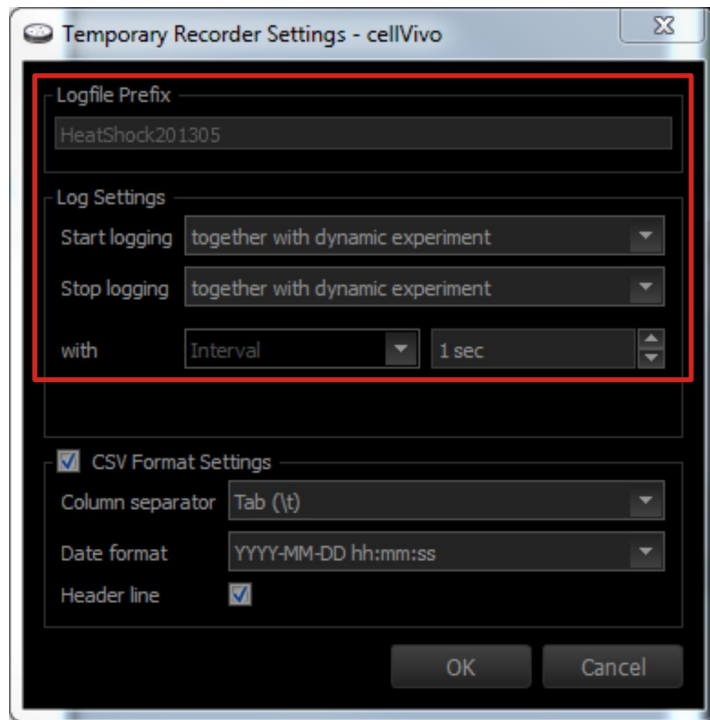 Temporary Recorder Settings - cellVivo
Logfile Prefix
HeatShock201305
Log Settings
Start logging together with dynamic experiment
Stop logging together with dynamic experiment
with Interval 1 sec
CSV Format Settings
Column separator Tab (\t)
Date format YYYY-MM-DD hh:mm:ss
Header line
OK Cancel